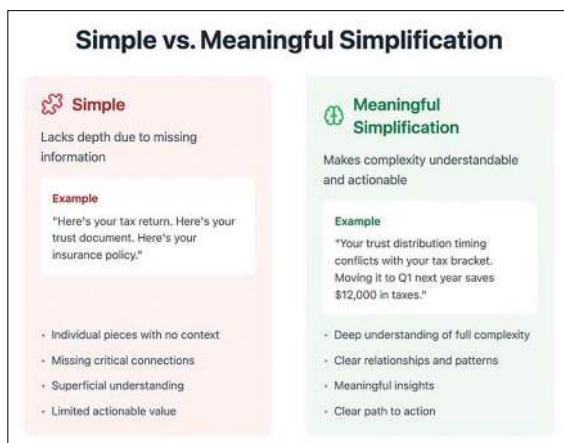 Simple vs. Meaningful Simplification
Simple
Lacks depth due to missing
information
Example
"Here's your tax return. Here's your
trust document. Here's your
insurance policy."
• Individual pieces with no context
• Missing critical connections
• Superficial understanding
• Limited actionable value
Meaningful
Simplification
Makes complexity understandable
and actionable
Example
"Your trust distribution timing
conflicts with your tax bracket.
Moving it to Q1 next year saves
$12,000 in taxes."
• Deep understanding of full complexity
• Clear relationships and patterns
• Meaningful insights
• Clear path to action